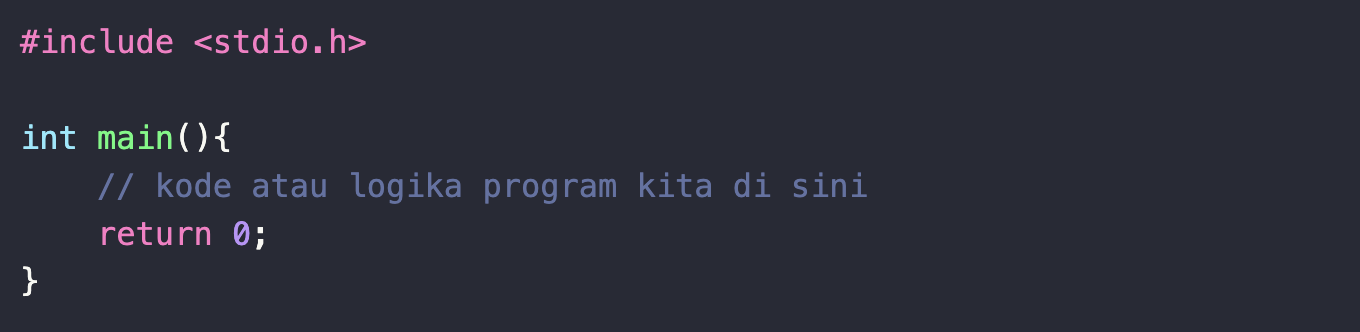 #include <stdio.h>
int main(){
// kode atau logika program kita di sini
return 0;
}